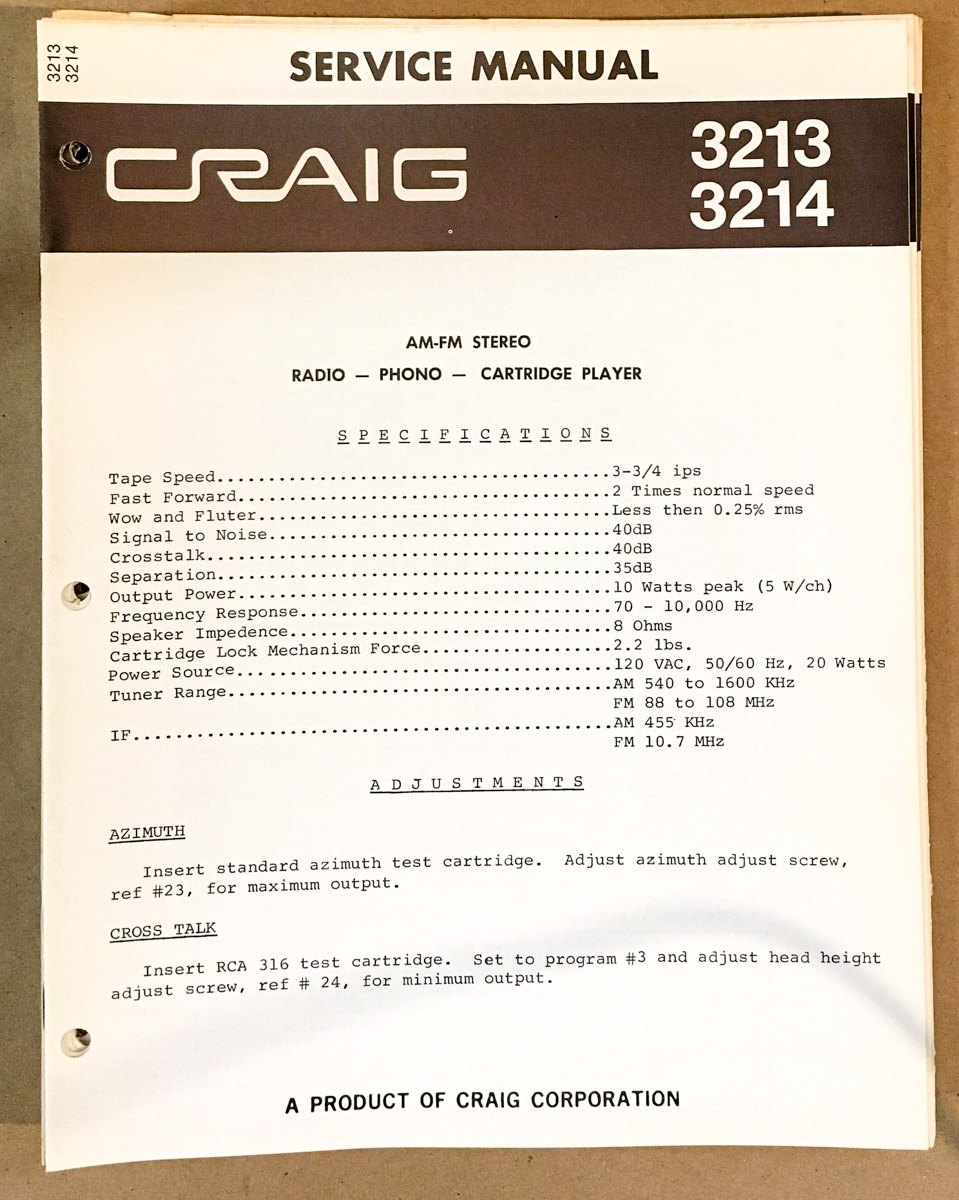 3213
3214
SERVICE MANUAL
CRAIG
3213
3214
AM-FM STEREO
RADIO — PHONO — CARTRIDGE PLAYER
SPECIFICATIONS
Tape Speed......................................3-3/4 ips
Fast Forward....................................2 Times normal speed
Wow and Fluter..................................Less then 0.25% rms
Signal to Noise.................................40dB
Crosstalk.......................................40dB
Separation......................................35dB
Output Power....................................10 Watts peak (5 W/ch)
Frequency Response..............................70 - 10,000 Hz
Speaker Impedence...............................8 Ohms
Cartridge Lock Mechanism Force..................2.2 lbs.
Power Source....................................120 VAC, 50/60 Hz, 20 Watts
Tuner Range.....................................AM 540 to 1600 KHz
FM 88 to 108 MHz
IF..............................................AM 455 KHz
FM 10.7 MHz
ADJUSTMENTS
AZIMUTH
Insert standard azimuth test cartridge. Adjust azimuth adjust screw,
ref #23, for maximum output.
CROSS TALK
Insert RCA 316 test cartridge. Set to program #3 and adjust head height
adjust screw, ref # 24, for minimum output.
A PRODUCT OF CRAIG CORPORATION